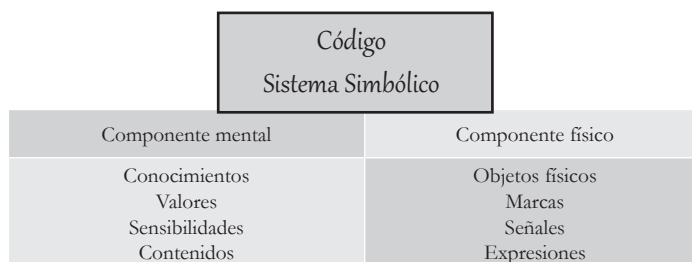 Código
Sistema Simbólico
Componente mental
Componente físico
Conocimientos
Valores
Sensibilidades
Contenidos
Objetos físicos
Marcas
Señales
Expresiones